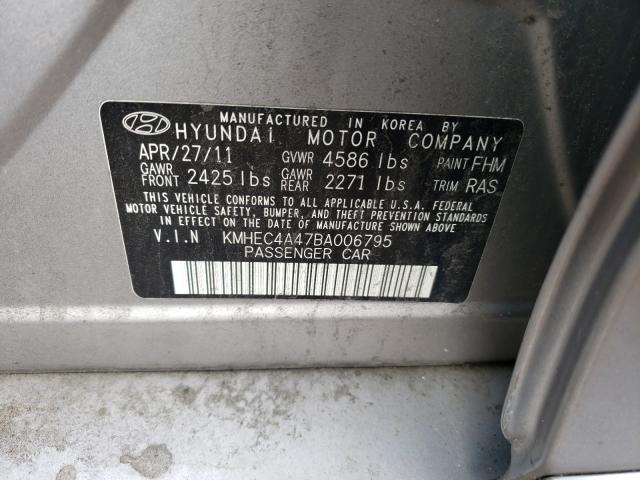 MANUFACTURED IN KOREA BY
HYUNDAI MOTOR COMPANY
APR/27/11 GVWR 4586 lbs PAINT FHM
GAWR FRONT 2425 lbs GAWR REAR 2271 lbs TRIM RAS
THIS VEHICLE CONFORMS TO ALL APPLICABLE U.S.A. FEDERAL
MOTOR VEHICLE SAFETY, BUMPER, AND THEFT PREVENTION STANDARDS
IN EFFECT ON THE DATE OF MANUFACTURE SHOWN ABOVE
V.I.N KMHEC4A47BA006795
PASSENGER CAR